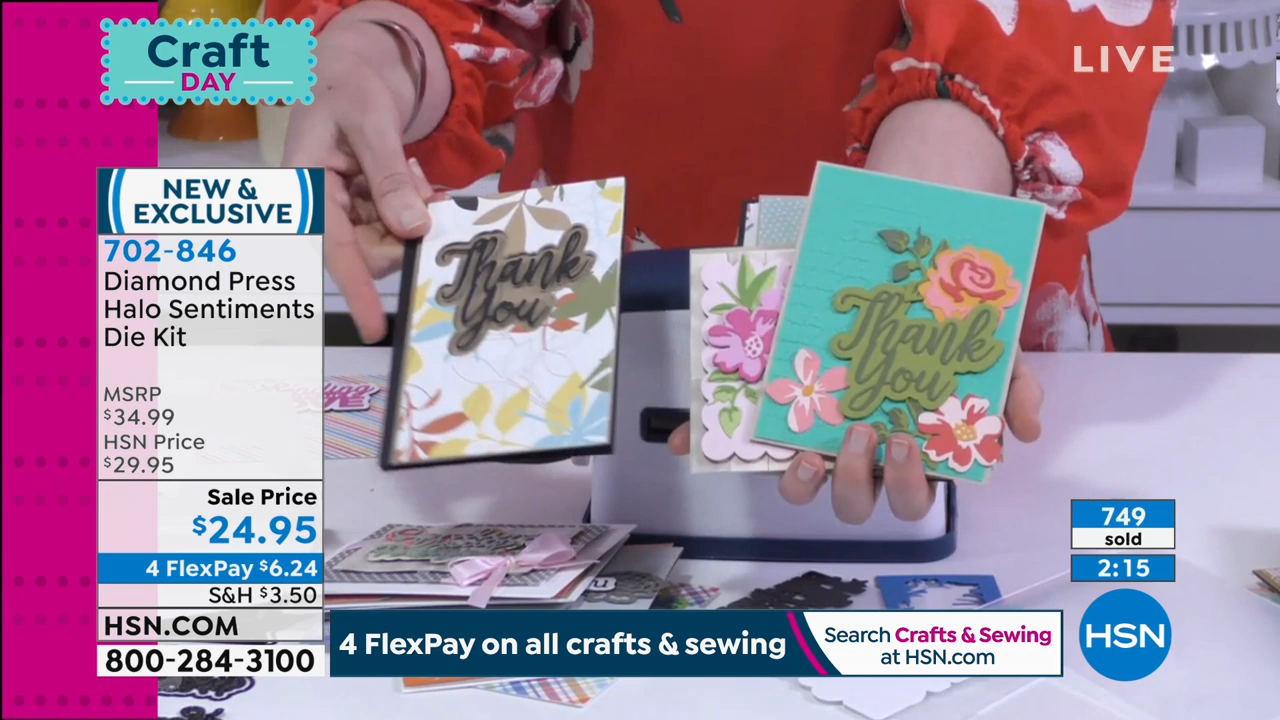 Craft
DAY
LIVE
NEW &
EXCLUSIVE
702-846
Diamond Press
Halo Sentiments
Die Kit
MSRP
$34.99
HSN Price
$29.95
Sale Price
$24.95
4 FlexPay $6.24
S&H $3.50
HSN.COM
800-284-3100
Thank
You
Thank
You
749
sold
2:15
HSN
4 FlexPay on all crafts & sewing
Search Crafts & Sewing
at HSN.com